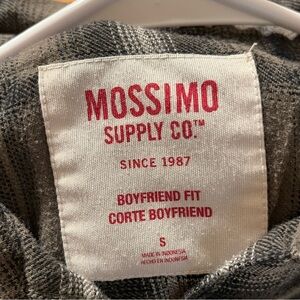 MOSSIMO
SUPPLY CO.™
SINCE 1987
BOYFRIEND FIT
CORTE BOYFRIEND
S
MADE IN INDONESIA
HECHO EN INDONESIA